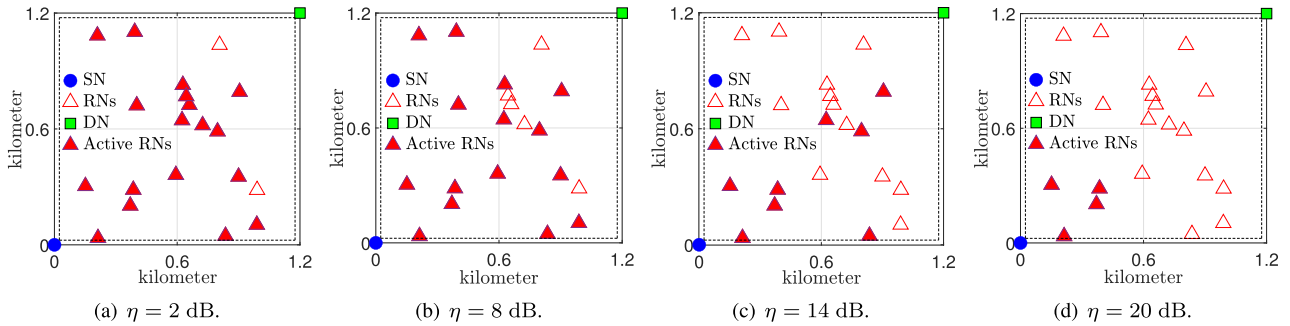 1.2
0.6
0
kilometer
SN
RNs
DN
Active RNs
0 0.6 1.2
kilometer
(a) η = 2 dB.
1.2
0.6
0
kilometer
SN
RNs
DN
Active RNs
0 0.6 1.2
kilometer
(b) η = 8 dB.
1.2
0.6
0
kilometer
SN
RNs
DN
Active RNs
0 0.6 1.2
kilometer
(c) η = 14 dB.
1.2
0.6
0
kilometer
SN
RNs
DN
Active RNs
0 0.6 1.2
kilometer
(d) η = 20 dB.